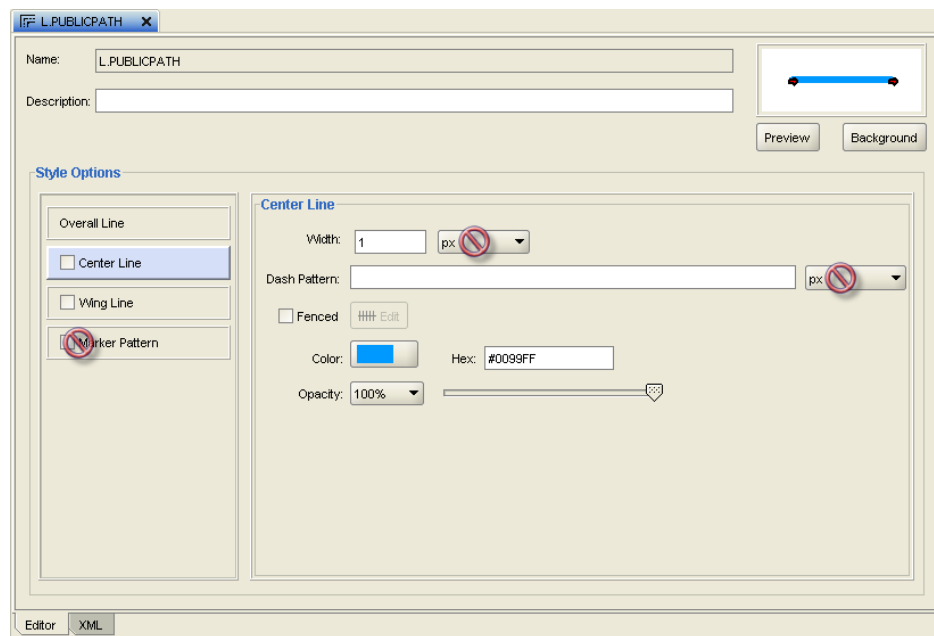 L.PUBLICPATH
Name: L.PUBLICPATH
Description:
Preview Background
Style Options
Overall Line
Center Line
Wing Line
Marker Pattern
Center Line
Width: 1 px
Dash Pattern: px
Fenced Edit
Color: Hex: #0099FF
Opacity: 100%
Editor XML